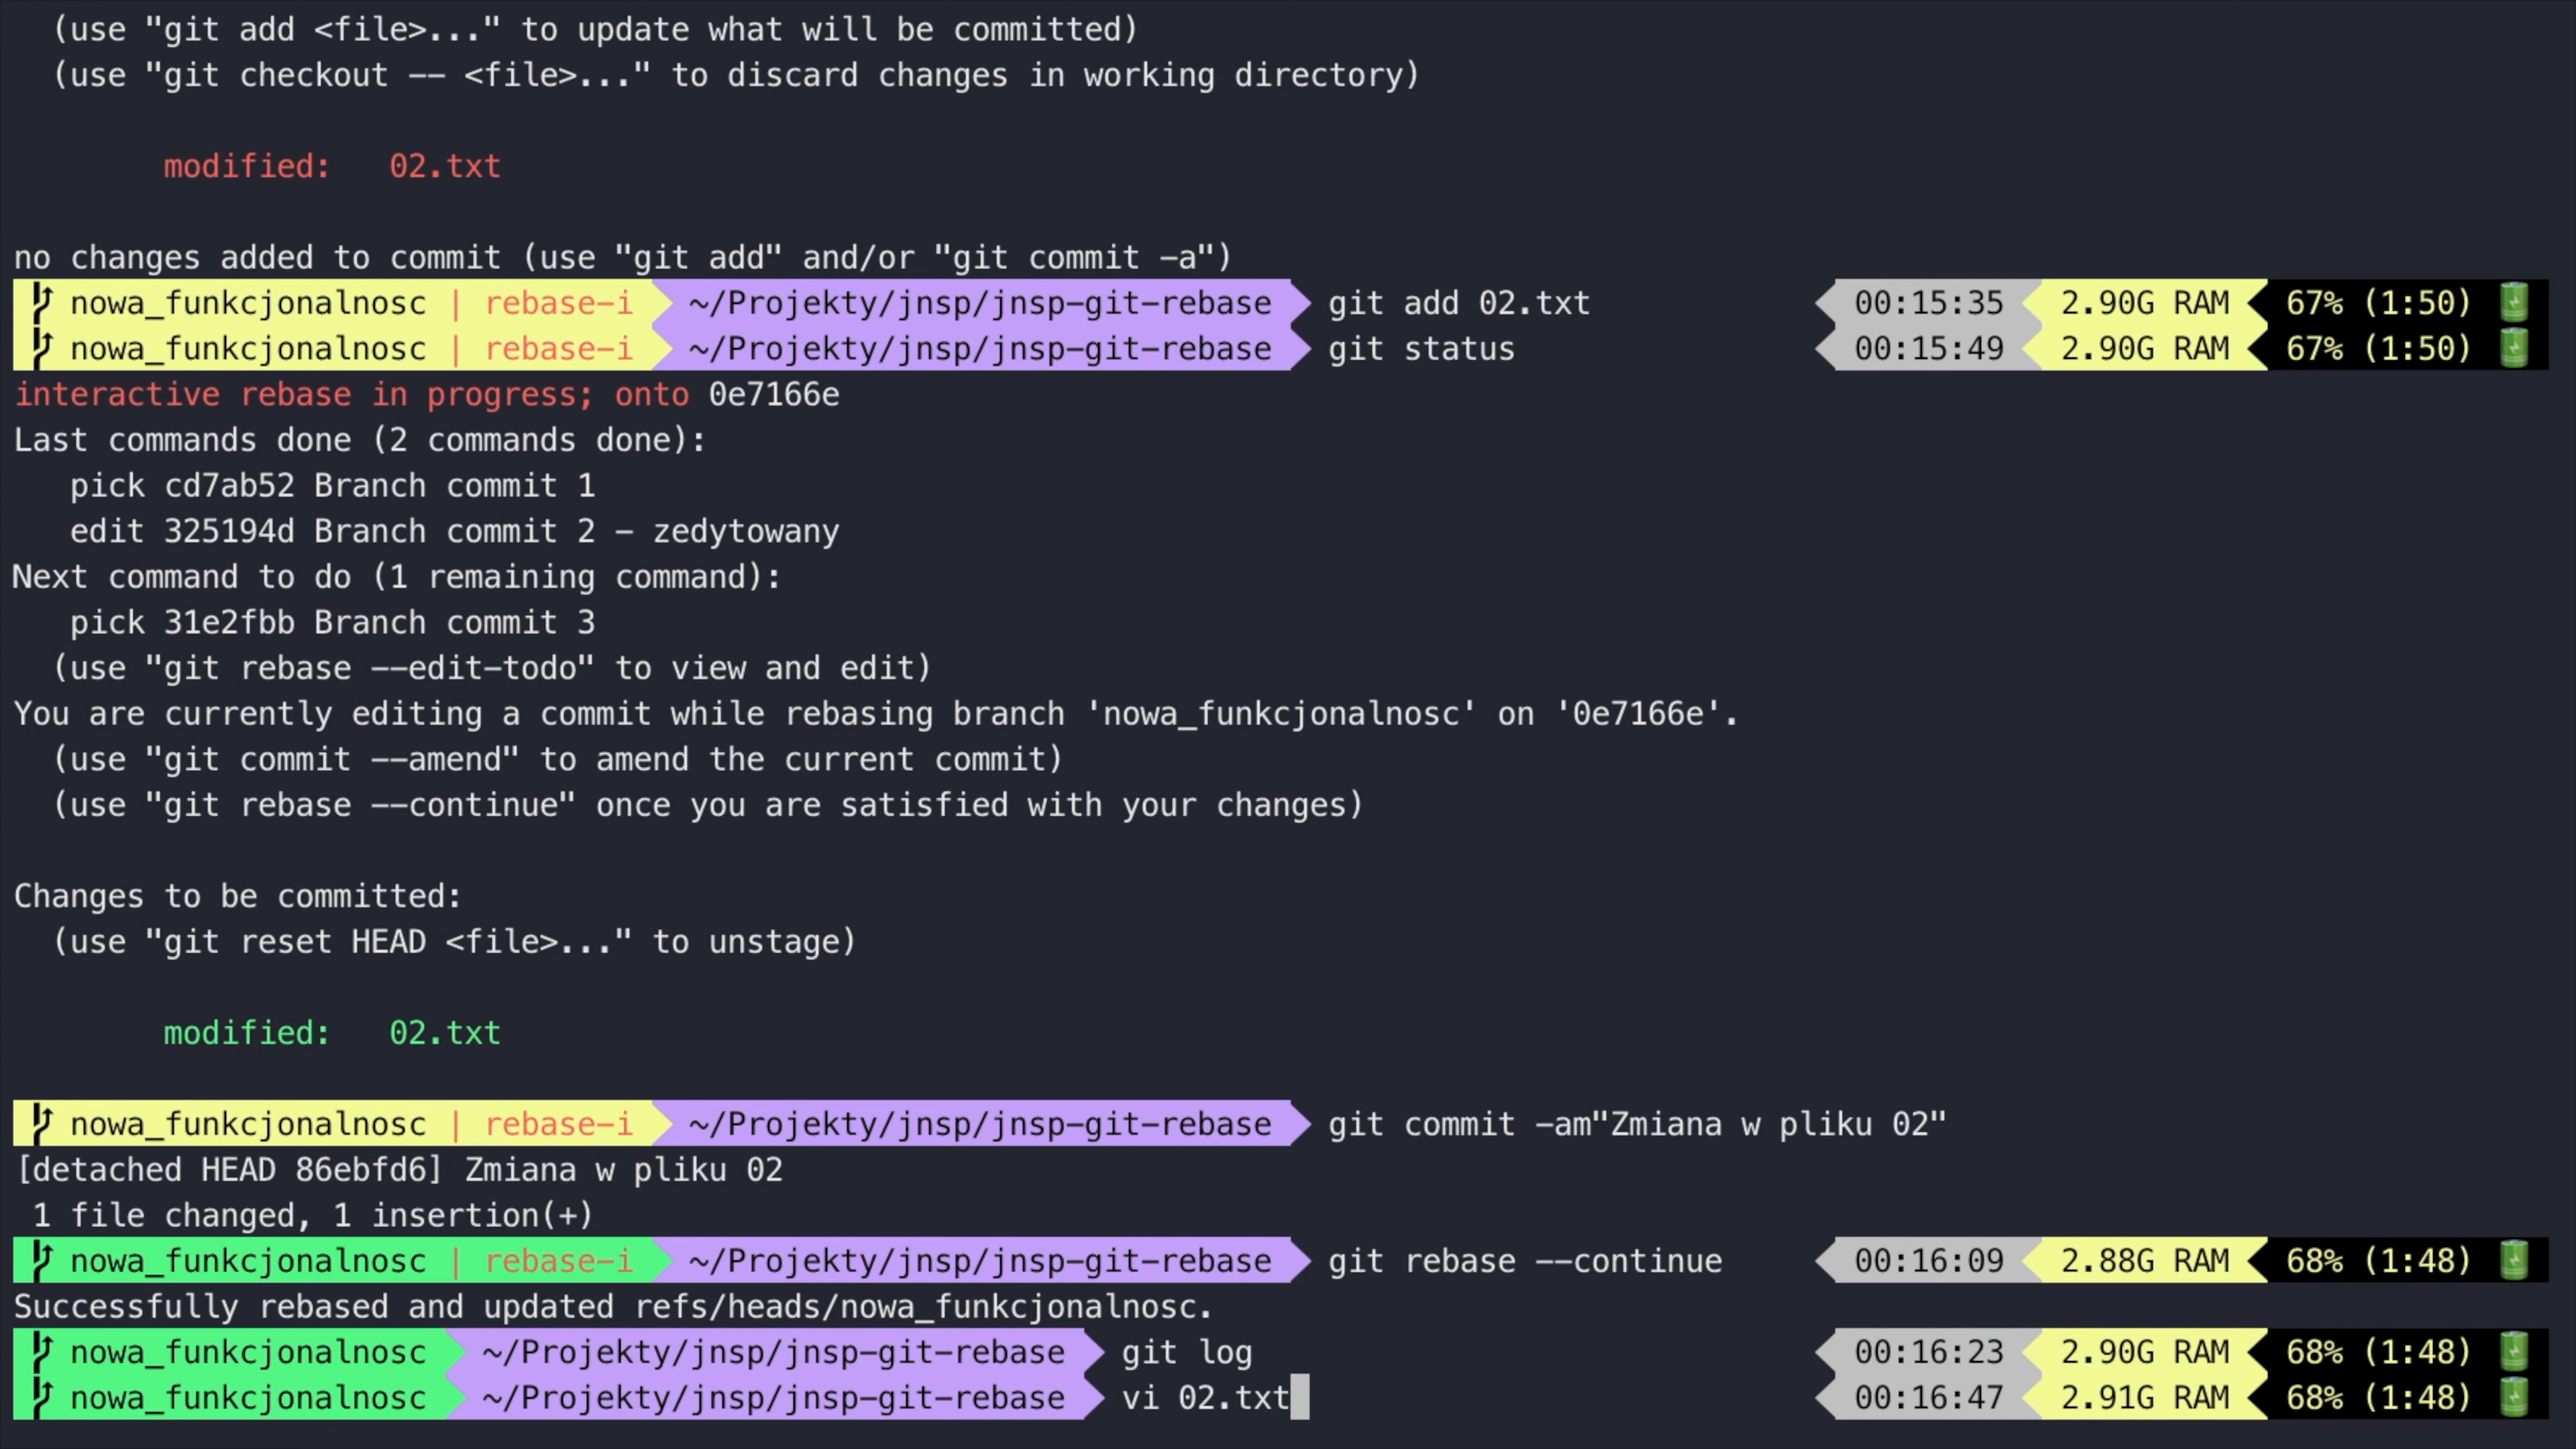 (use "git add <file>..." to update what will be committed)
(use "git checkout -- <file>..." to discard changes in working directory)
modified:   02.txt
no changes added to commit (use "git add" and/or "git commit -a")
nowa_funkcjonalnosc | rebase-i ~/Projekty/jnsp/jnsp-git-rebase git add 02.txt 00:15:35 2.90G RAM 67% (1:50)
nowa_funkcjonalnosc | rebase-i ~/Projekty/jnsp/jnsp-git-rebase git status 00:15:49 2.90G RAM 67% (1:50)
interactive rebase in progress; onto 0e7166e
Last commands done (2 commands done):
pick cd7ab52 Branch commit 1
edit 325194d Branch commit 2 - zedytowany
Next command to do (1 remaining command):
pick 31e2fbb Branch commit 3
(use "git rebase --edit-todo" to view and edit)
You are currently editing a commit while rebasing branch 'nowa_funkcjonalnosc' on '0e7166e'.
(use "git commit --amend" to amend the current commit)
(use "git rebase --continue" once you are satisfied with your changes)
Changes to be committed:
(use "git reset HEAD <file>..." to unstage)
modified:   02.txt
nowa_funkcjonalnosc | rebase-i ~/Projekty/jnsp/jnsp-git-rebase git commit -am"Zmiana w pliku 02"
[detached HEAD 86ebfd6] Zmiana w pliku 02
1 file changed, 1 insertion(+)
nowa_funkcjonalnosc | rebase-i ~/Projekty/jnsp/jnsp-git-rebase git rebase --continue 00:16:09 2.88G RAM 68% (1:48)
Successfully rebased and updated refs/heads/nowa_funkcjonalnosc.
nowa_funkcjonalnosc ~/Projekty/jnsp/jnsp-git-rebase git log 00:16:23 2.90G RAM 68% (1:48)
nowa_funkcjonalnosc ~/Projekty/jnsp/jnsp-git-rebase vi 02.txt 00:16:47 2.91G RAM 68% (1:48)